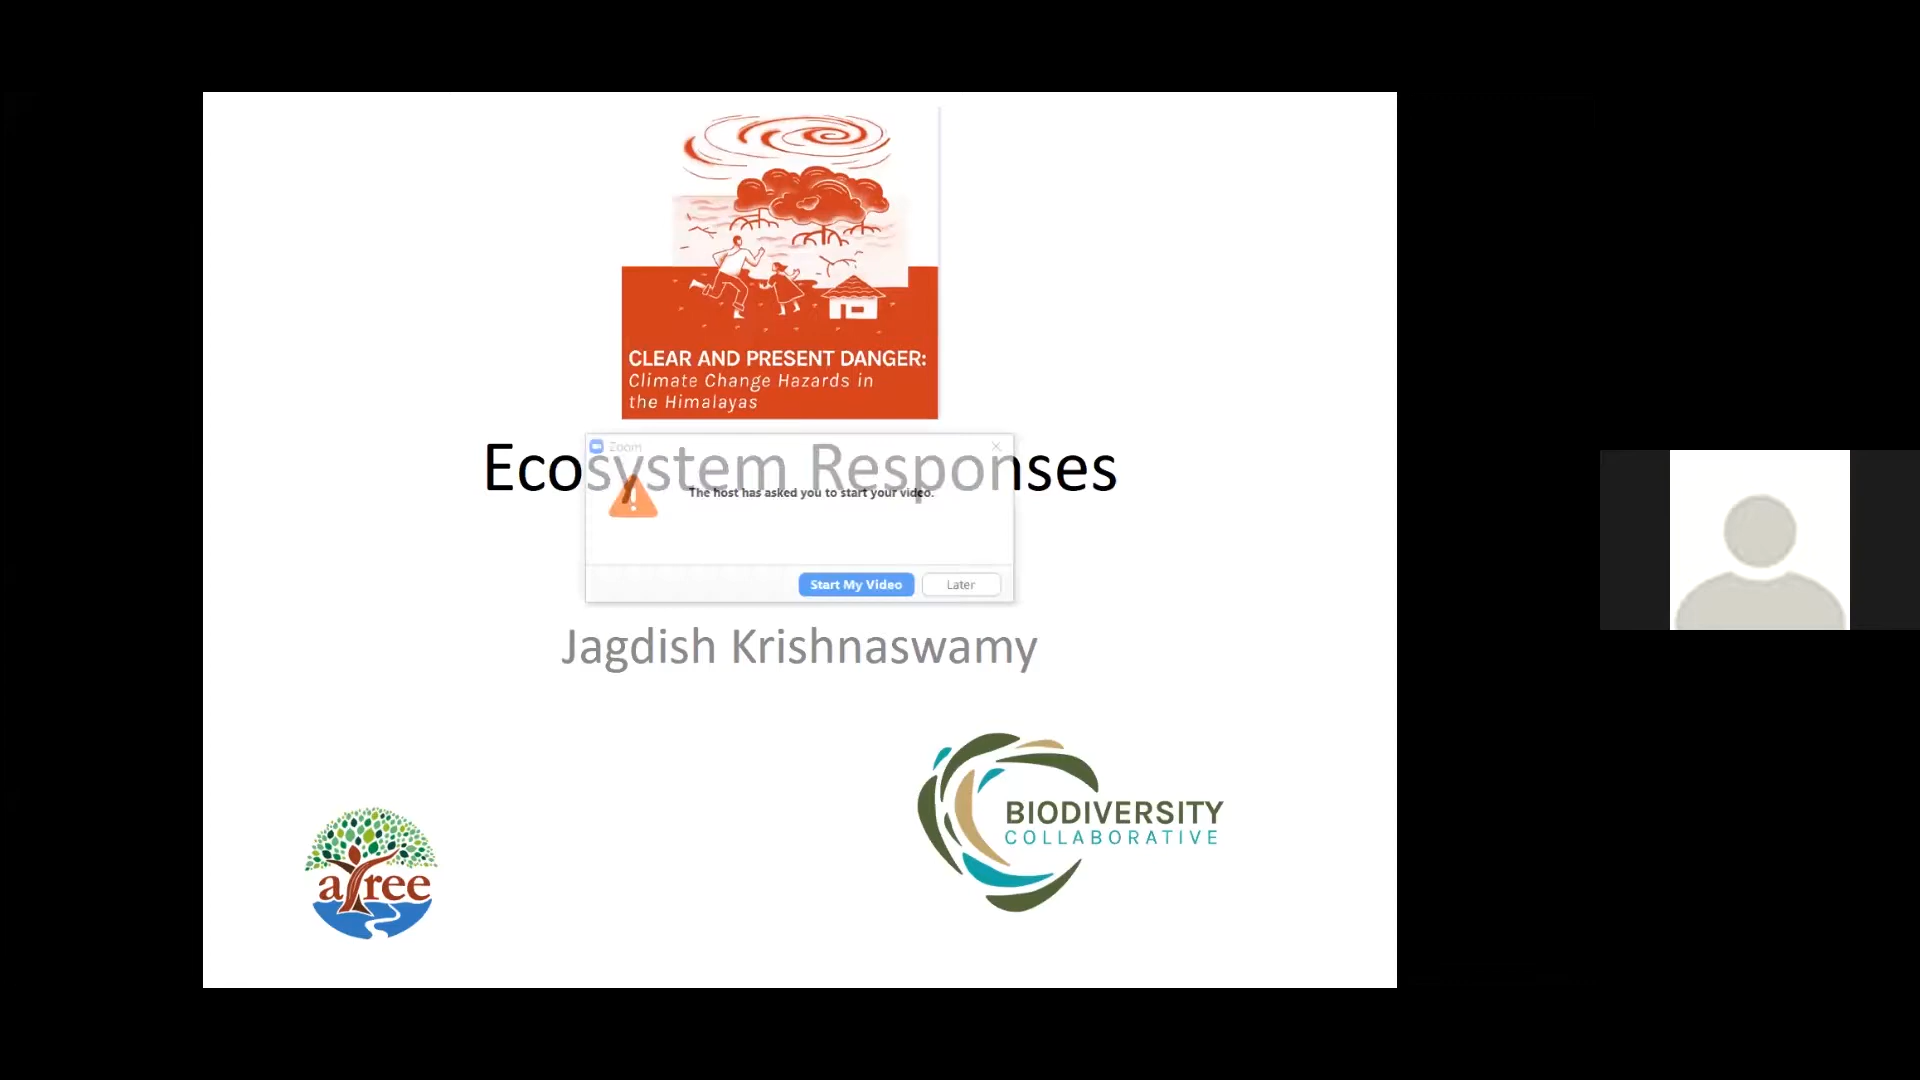 CLEAR AND PRESENT DANGER:
Climate Change Hazards in
the Himalayas
Ecosystem Responses
Zoom
The host has asked you to start your video.
Start My Video
Later
Jagdish Krishnaswamy
BIODIVERSITY
COLLABORATIVE
aTree